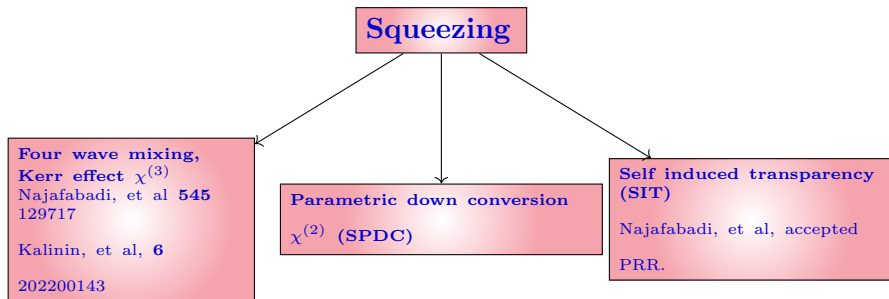 Squeezing
Four wave mixing,
Kerr effect χ⁽³⁾
Najafabadi, et al 545
129717
Kalinin, et al, 6
202200143
Parametric down conversion
χ⁽²⁾ (SPDC)
Self induced transparency
(SIT)
Najafabadi, et al, accepted
PRR.